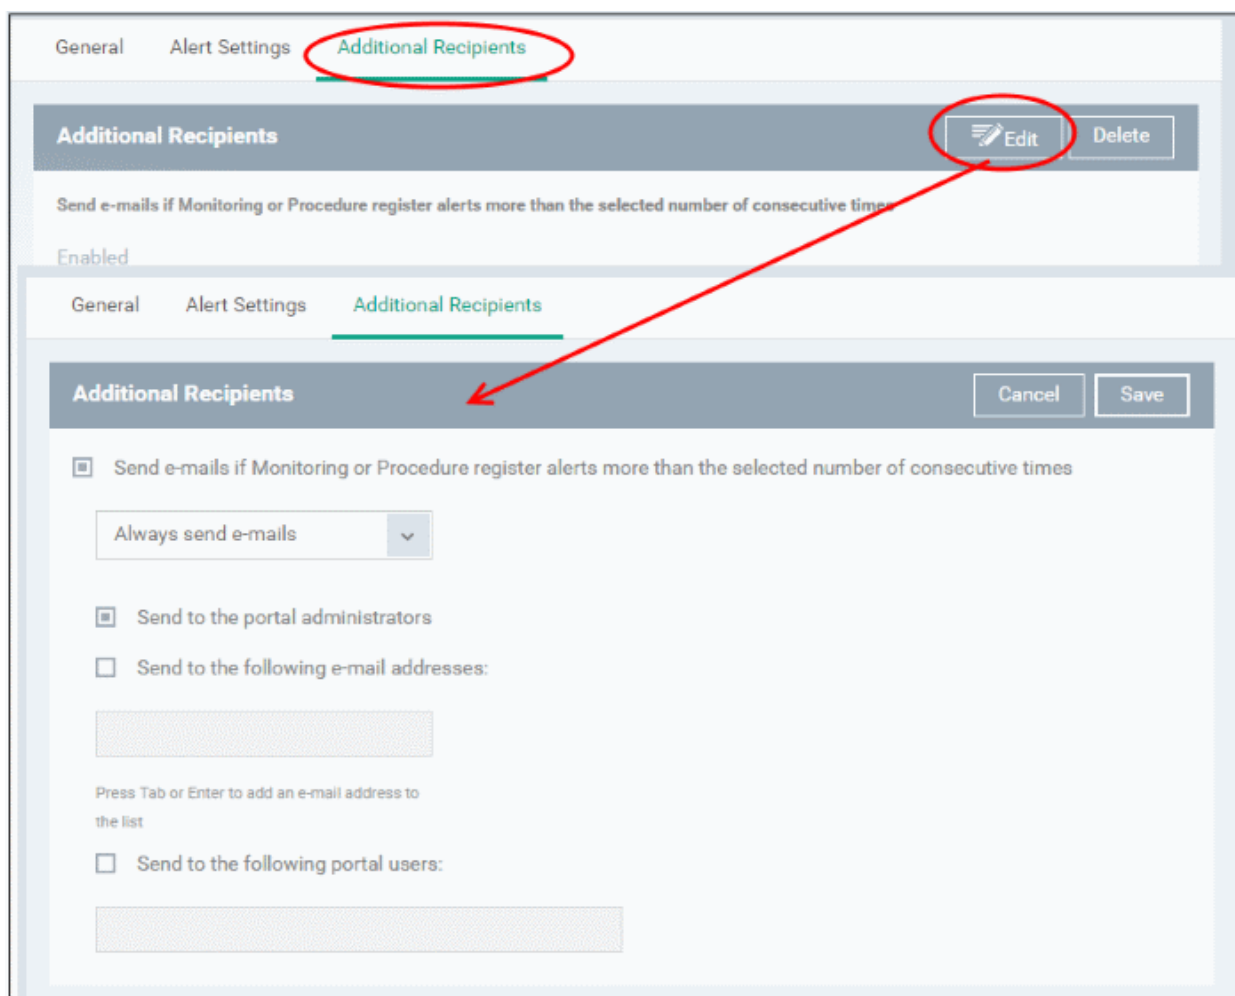 General Alert Settings Additional Recipients
Additional Recipients Edit Delete
Send e-mails if Monitoring or Procedure register alerts more than the selected number of consecutive times
Enabled
General Alert Settings Additional Recipients
Additional Recipients Cancel Save
Send e-mails if Monitoring or Procedure register alerts more than the selected number of consecutive times
Always send e-mails
Send to the portal administrators
Send to the following e-mail addresses:
Press Tab or Enter to add an e-mail address to
the list
Send to the following portal users: